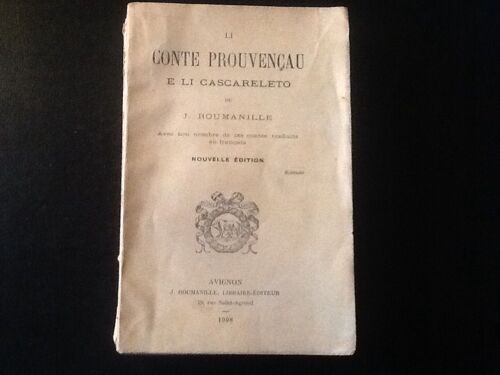 LI
CONTE PROUVENÇAU
E LI CASCARELETO
DE
J. ROUMANILLE
Avec bon nombre de ces contes traduits
en français
NOUVELLE ÉDITION
AVIGNON
J. ROUMANILLE, LIBRAIRE-ÉDITEUR
19, rue Saint-Agricol
1908